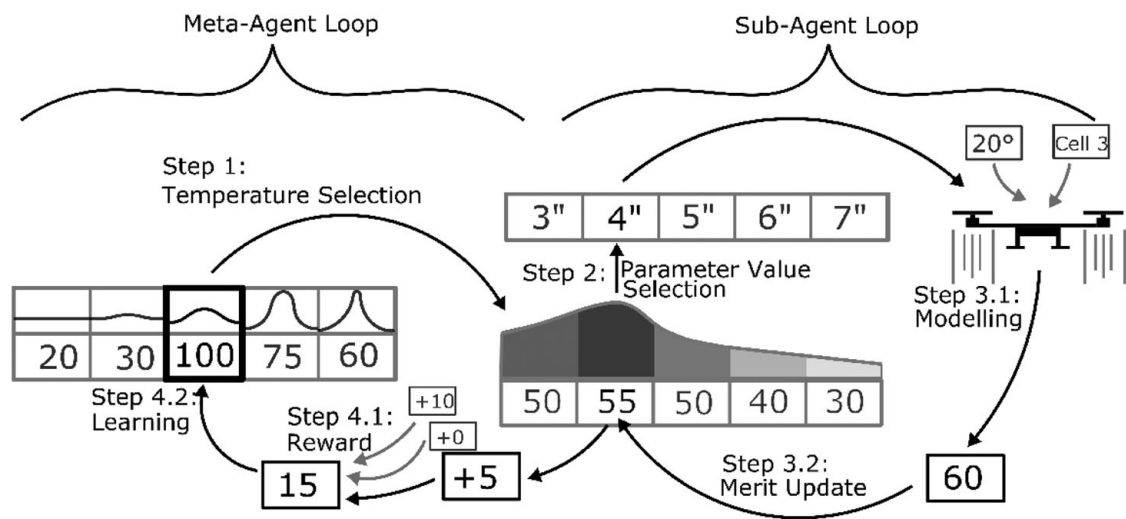 Meta-Agent Loop
Sub-Agent Loop
Step 1:
Temperature Selection
20°
Cell 3
3" 4" 5" 6" 7"
Step 2: Parameter Value
Selection
Step 3.1:
Modelling
20 30 100 75 60
50 55 50 40 30
Step 4.2:
Learning
Step 4.1:
Reward
+10
+0
15
+5
Step 3.2:
Merit Update
60